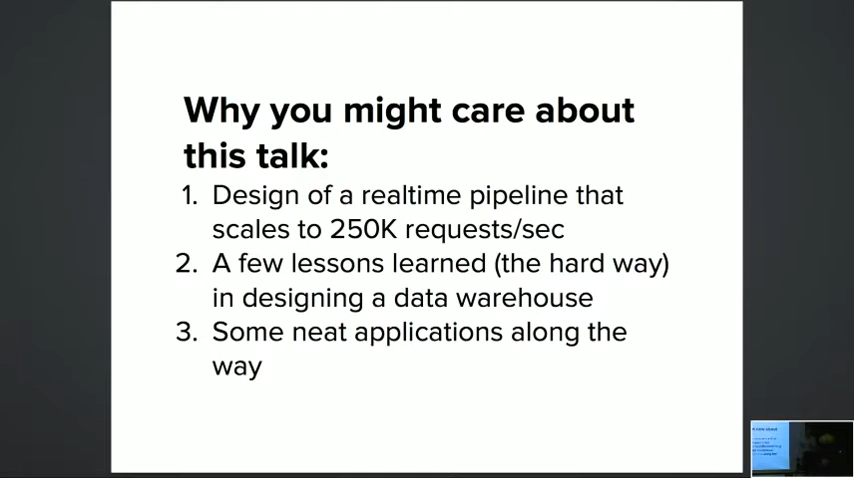 Why you might care about
this talk:
1. Design of a realtime pipeline that
scales to 250K requests/sec
2. A few lessons learned (the hard way)
in designing a data warehouse
3. Some neat applications along the
way